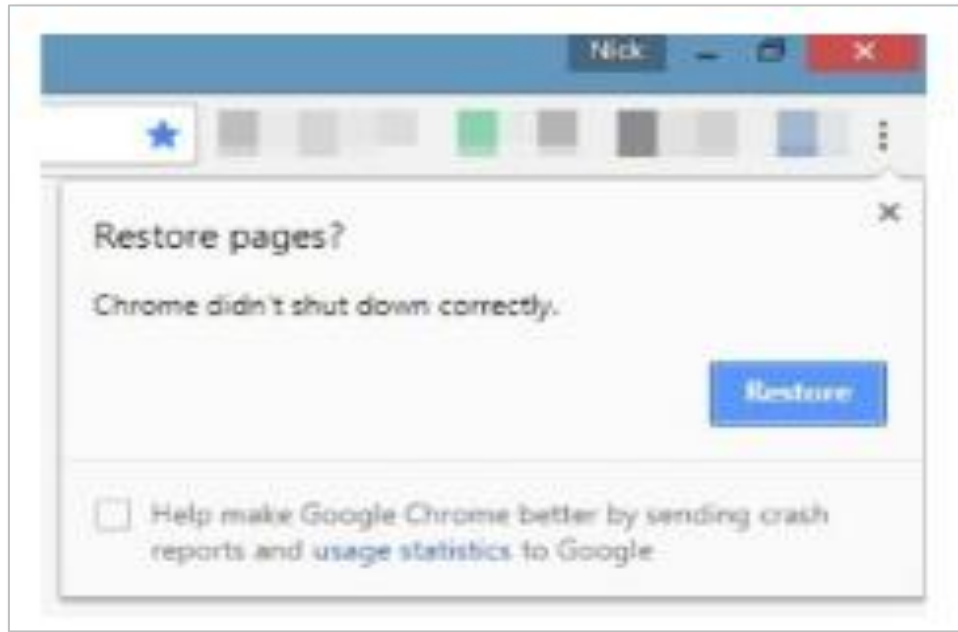 Nick
Restore pages?
Chrome didn't shut down correctly.
Restore
Help make Google Chrome better by sending crash
reports and usage statistics to Google